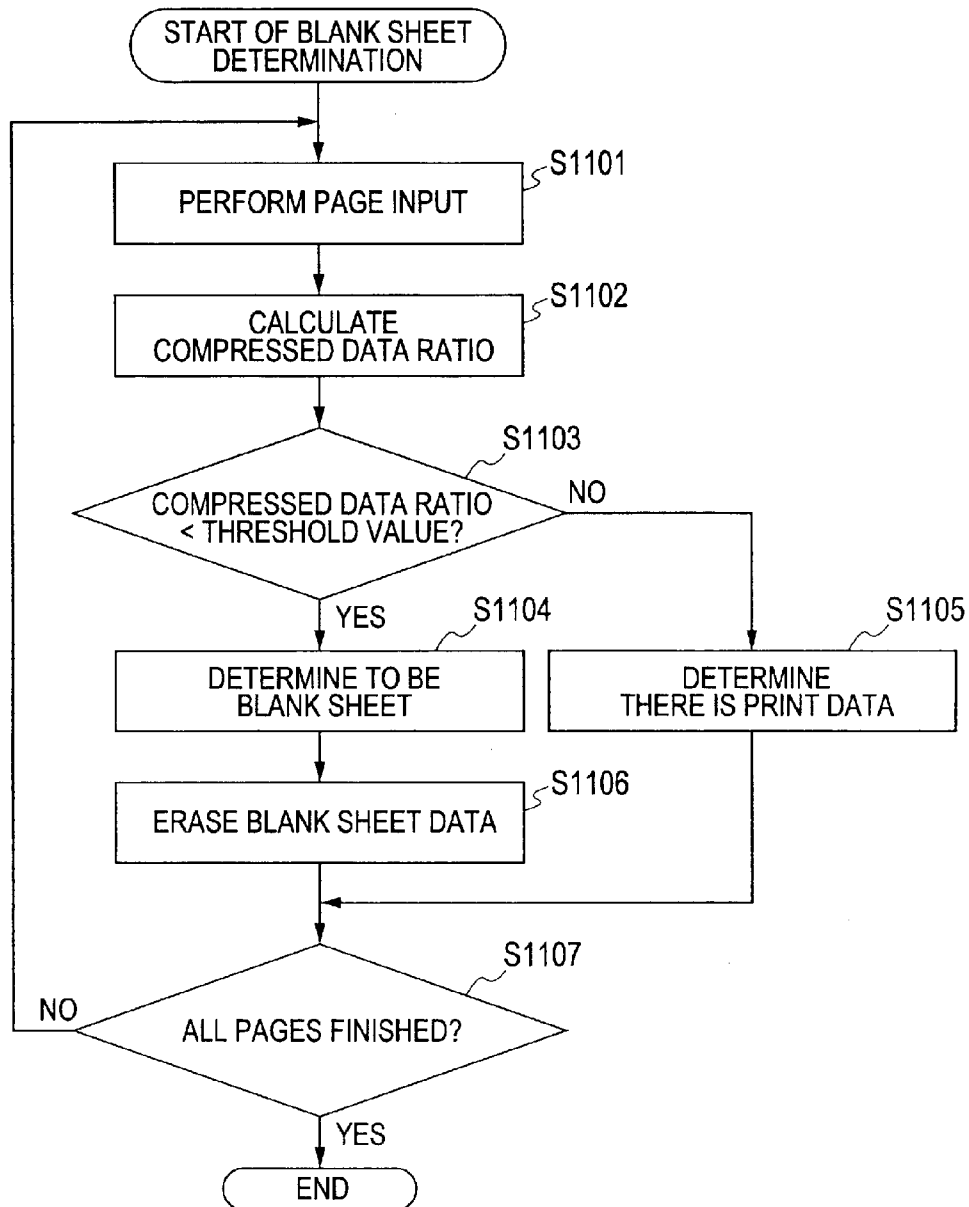 START OF BLANK SHEET
DETERMINATION
S1101
PERFORM PAGE INPUT
S1102
CALCULATE
COMPRESSED DATA RATIO
S1103
COMPRESSED DATA RATIO
< THRESHOLD VALUE?
NO
YES
S1104
DETERMINE TO BE
BLANK SHEET
S1105
DETERMINE
THERE IS PRINT DATA
S1106
ERASE BLANK SHEET DATA
S1107
NO
ALL PAGES FINISHED?
YES
END